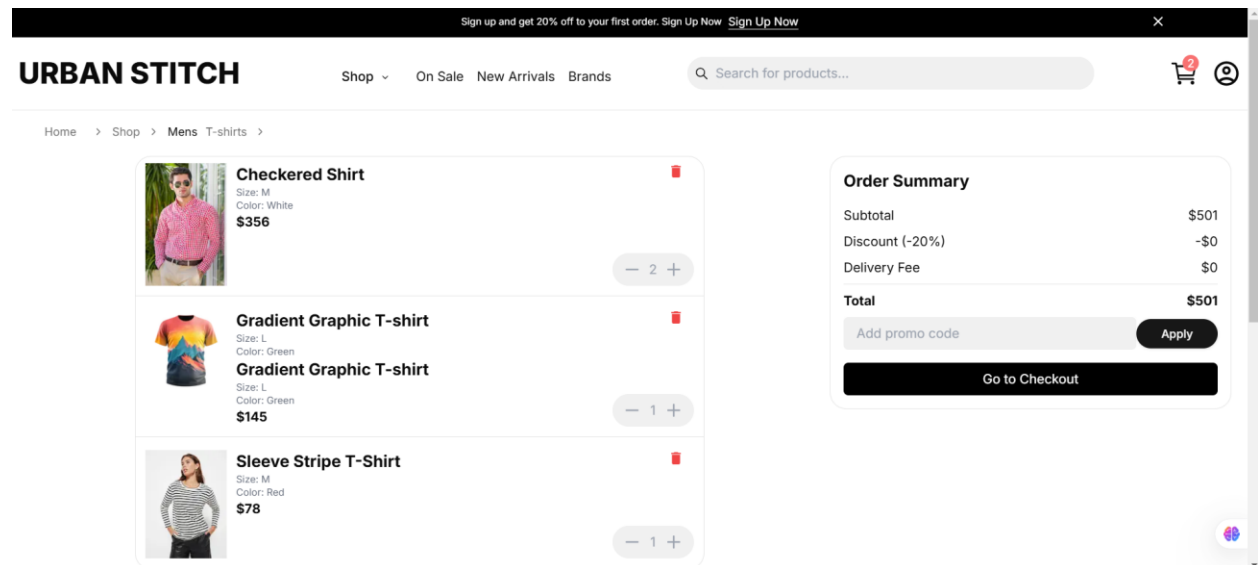 Sign up and get 20% off to your first order. Sign Up Now Sign Up Now
URBAN STITCH
Shop On Sale New Arrivals Brands
Search for products...
2
Home > Shop > Mens T-shirts >
Checkered Shirt
Size: M
Color: White
$356
— 2 +
Gradient Graphic T-shirt
Size: L
Color: Green
Gradient Graphic T-shirt
Size: L
Color: Green
$145
— 1 +
Sleeve Stripe T-Shirt
Size: M
Color: Red
$78
— 1 +
Order Summary
Subtotal $501
Discount (-20%) -$0
Delivery Fee $0
Total $501
Add promo code Apply
Go to Checkout